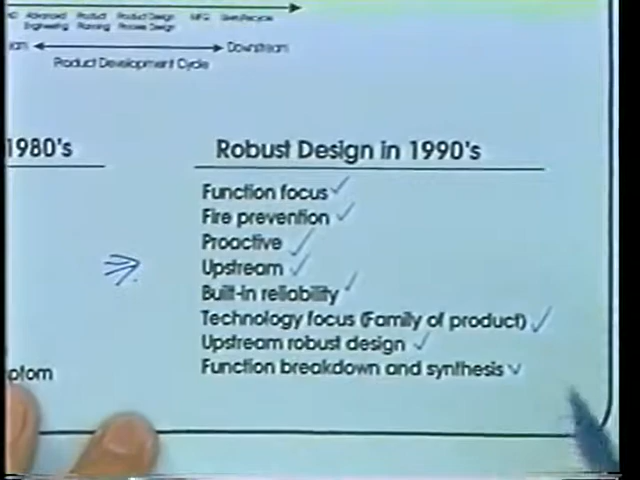 Advanced Product Product Design MFG
Engineering Planning Process Design
Downstream
Product Development Cycle
1980's
Robust Design in 1990's
Function focus
Fire prevention
Proactive
Upstream
Built-in reliability
Technology focus (Family of product)
Upstream robust design
Function breakdown and synthesis